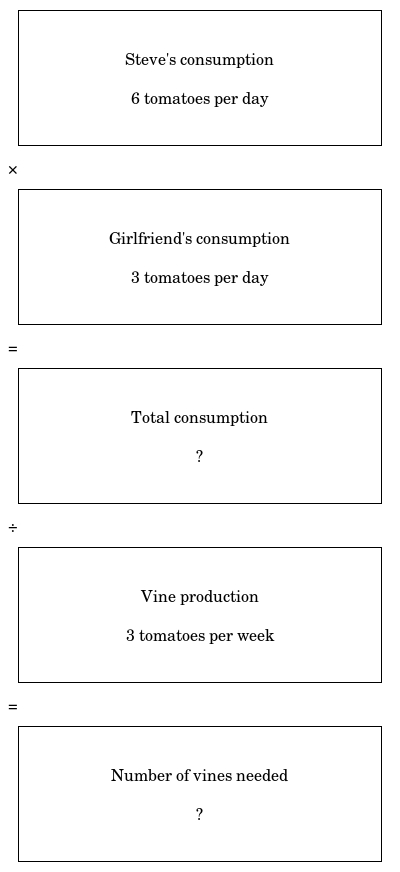 Steve's consumption
6 tomatoes per day
×
Girlfriend's consumption
3 tomatoes per day
=
Total consumption
?
÷
Vine production
3 tomatoes per week
=
Number of vines needed
?